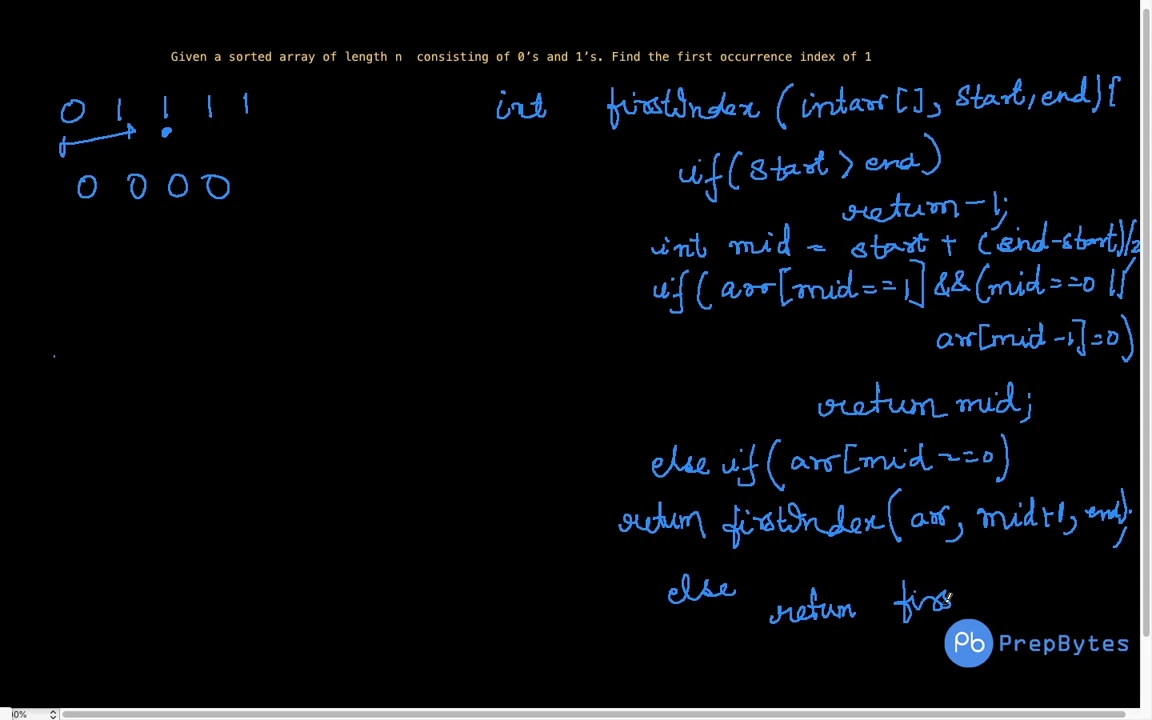 Given a sorted array of length n consisting of 0's and 1's. Find the first occurrence index of 1
0 1 1 1 1
0 0 0 0
int firstIndex (int arr[], start, end){
if (start > end)
return -1;
int mid = start + (end-start)/2
if( arr[mid==1] && (mid==0 ||
arr[mid-1]=0)
return mid;
else if (arr[mid==0)
return firstIndex (arr, mid+1, end);
else
return firs
Pb PrepBytes